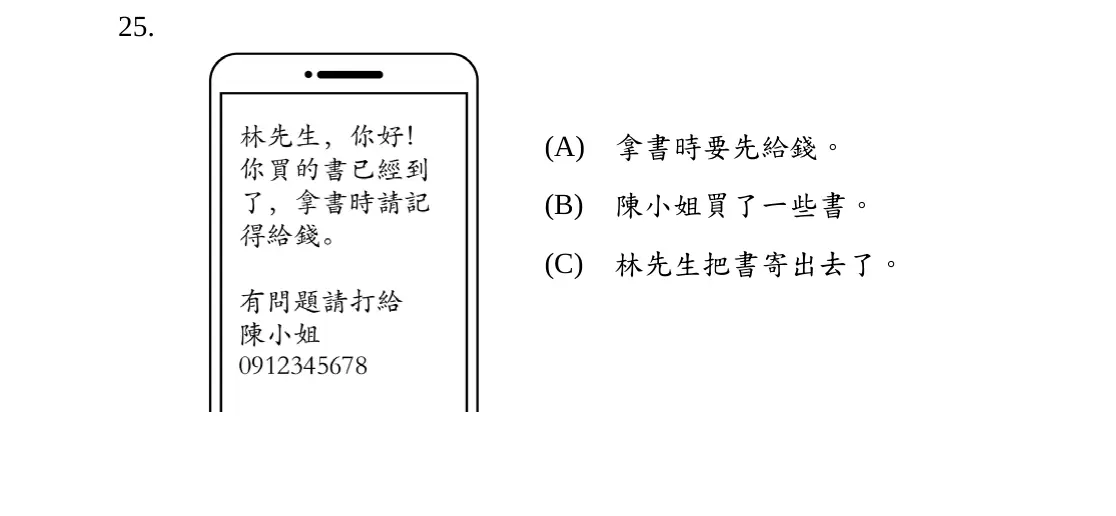 25.
林先生，你好！
你買的書已經到
了，拿書時請記
得給錢。
有問題請打給
陳小姐
0912345678
(A) 拿書時要先給錢。
(B) 陳小姐買了一些書。
(C) 林先生把書寄出去了。